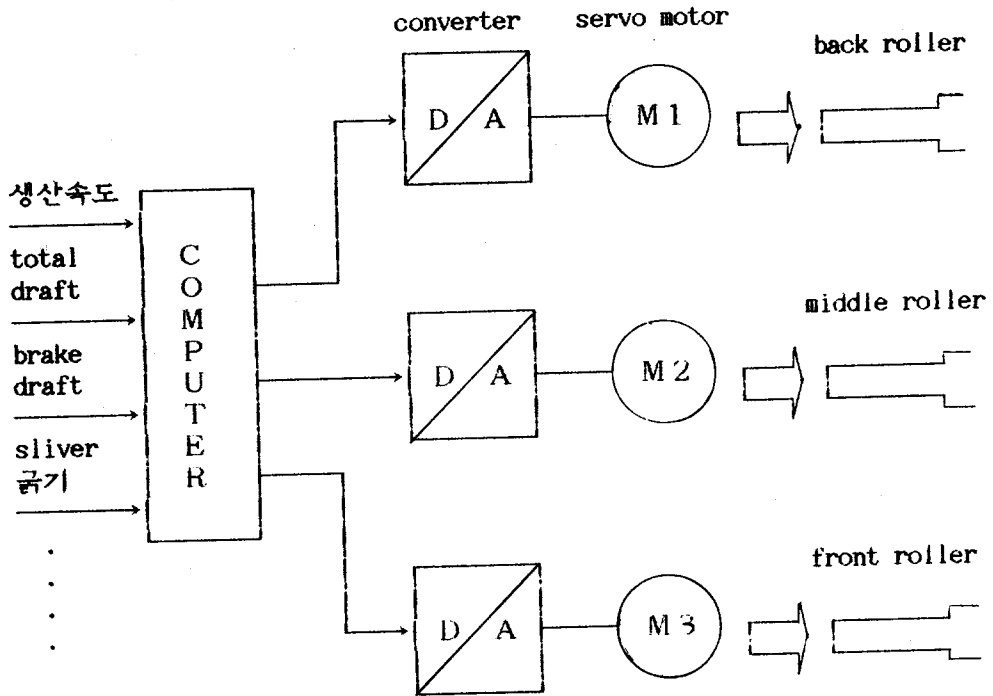 converter
servo motor
back roller
D
A
M1
생산속도
total
draft
brake
draft
sliver
굵기
COMPUTER
middle roller
D
A
M2
front roller
D
A
M3